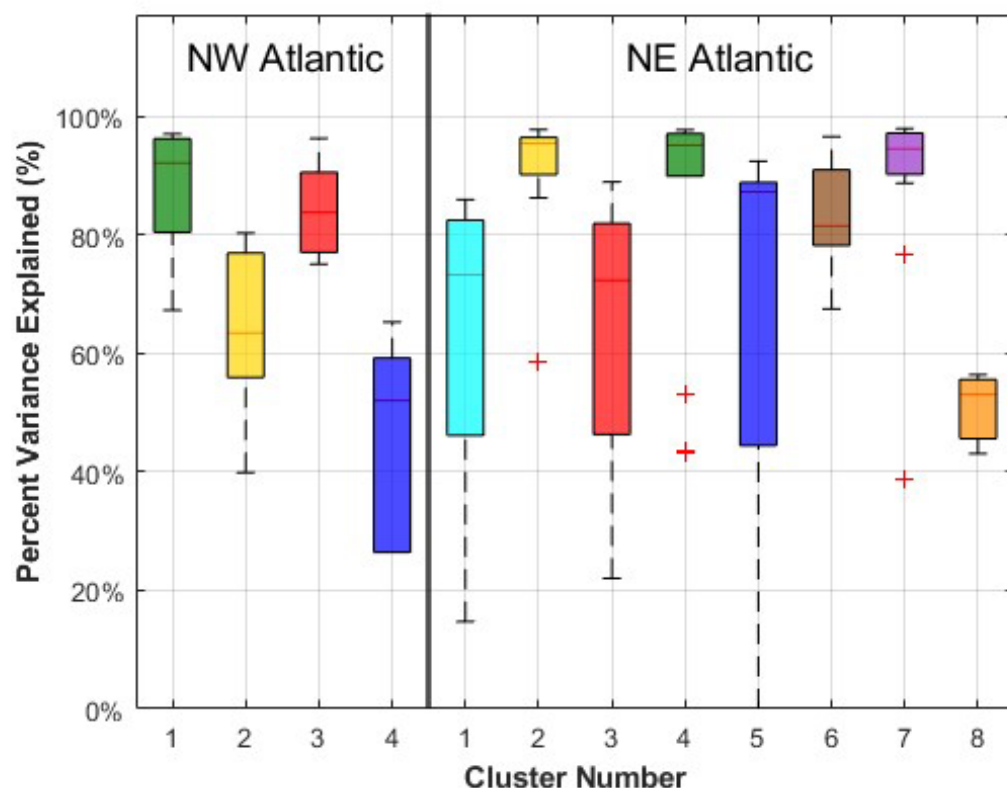 NW Atlantic
NE Atlantic
Percent Variance Explained (%)
100%
80%
60%
40%
20%
0%
1 2 3 4 1 2 3 4 5 6 7 8
Cluster Number